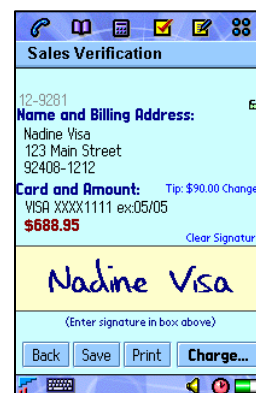 Sales Verification
12-9281
Name and Billing Address:
Nadine Visa
123 Main Street
92408-1212
Card and Amount: Tip: $90.00 Change
VISA XXXX1111 ex:05/05
$688.95
Clear Signatur
Nadine Visa
(Enter signature in box above)
Back Save Print Charge...